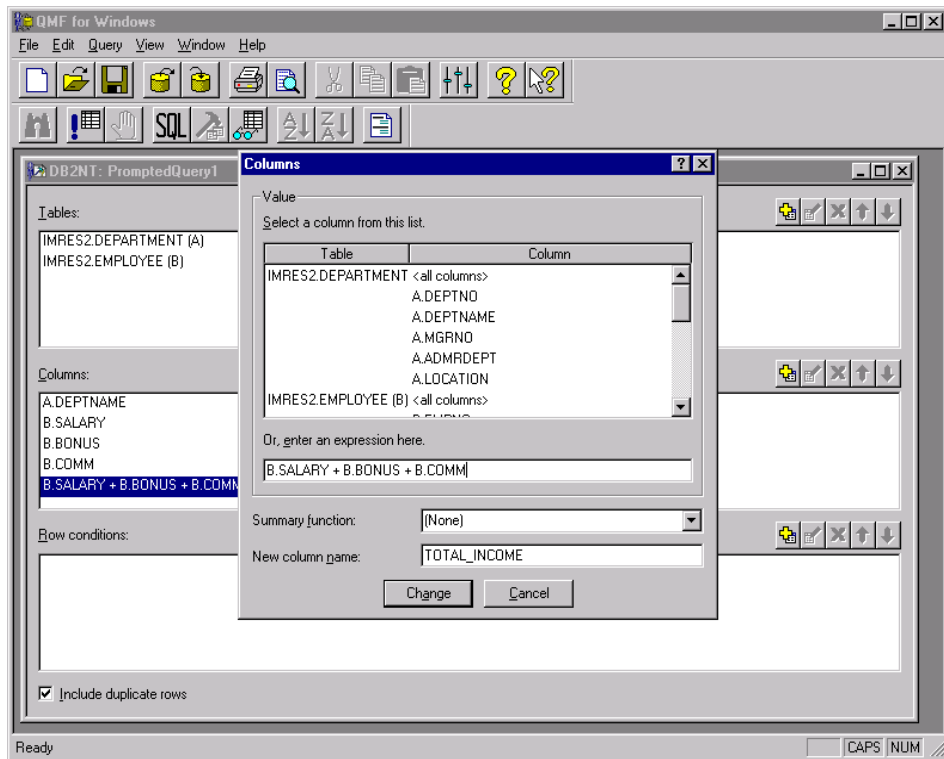 QMF for Windows
File Edit Query View Window Help
SQL
DB2NT: PromptedQuery1
Columns
Tables:
IMRES2.DEPARTMENT (A)
IMRES2.EMPLOYEE (B)
Columns:
A.DEPTNAME
B.SALARY
B.BONUS
B.COMM
B.SALARY + B.BONUS + B.COMM
Row conditions:
Include duplicate rows
Value
Select a column from this list.
Table Column
IMRES2.DEPARTMENT <all columns>
A.DEPTNO
A.DEPTNAME
A.MGRNO
A.ADMRDEPT
A.LOCATION
IMRES2.EMPLOYEE (B) <all columns>
Or, enter an expression here.
B.SALARY + B.BONUS + B.COMM
Summary function: (None)
New column name: TOTAL_INCOME
Change Cancel
Ready CAPS NUM